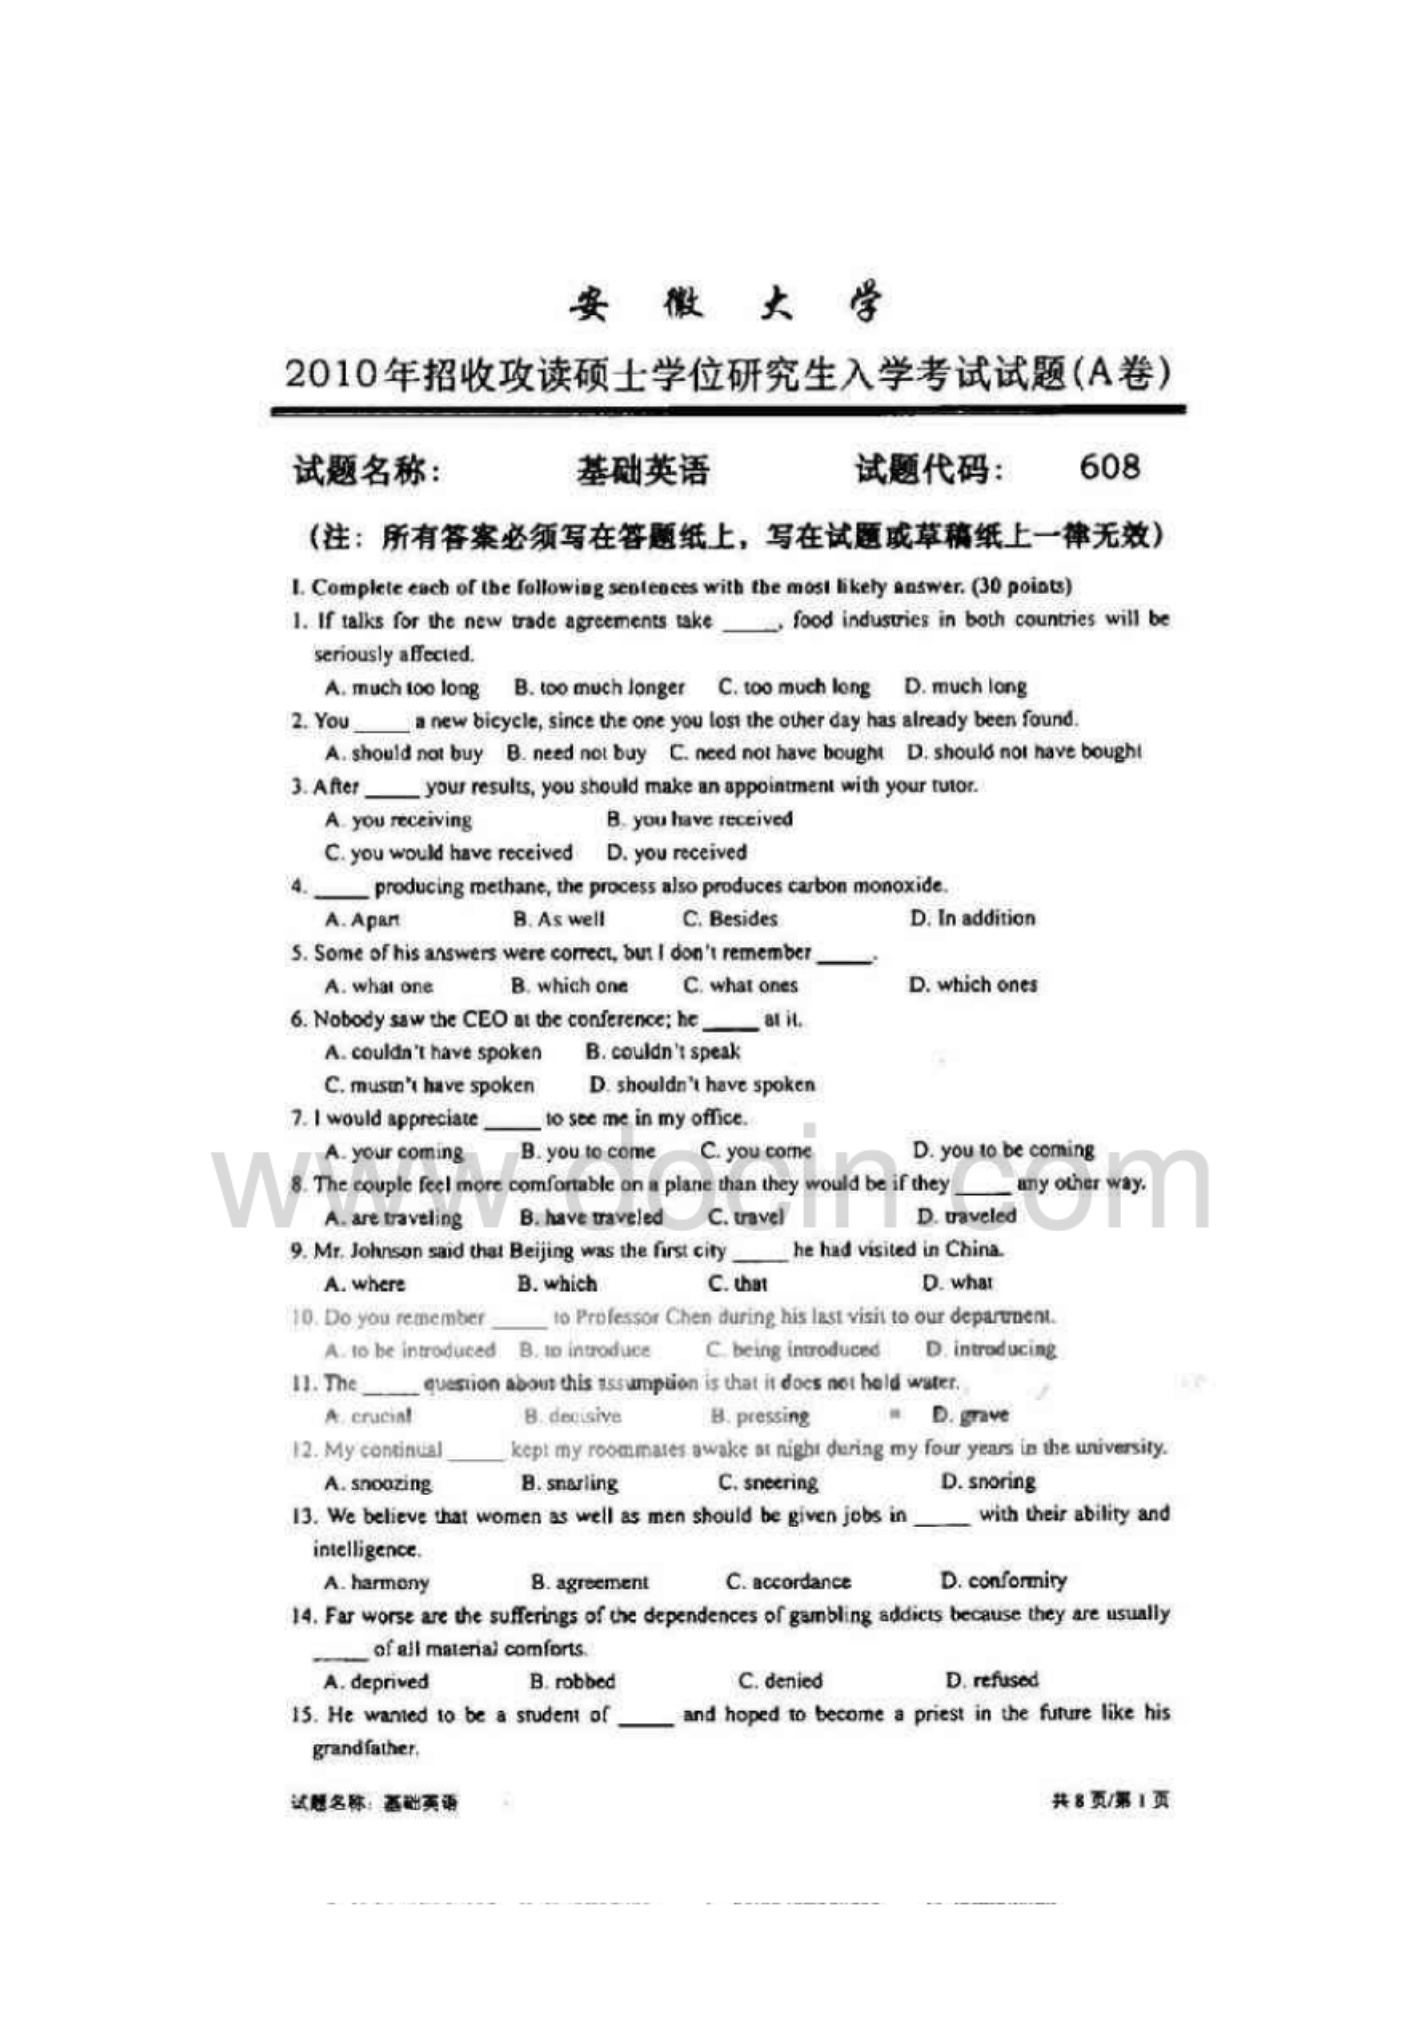 安 徽 大 学
2010年招收攻读硕士学位研究生入学考试试题(A卷)
试题名称: 基础英语 试题代码: 608
(注: 所有答案必须写在答题纸上, 写在试题或草稿纸上一律无效)
I. Complete each of the following sentences with the most likely answer. (30 points)
1. If talks for the new trade agreements take _____, food industries in both countries will be
seriously affected.
A. much too long B. too much longer C. too much long D. much long
2. You _____ a new bicycle, since the one you lost the other day has already been found.
A. should not buy B. need not buy C. need not have bought D. should not have bought
3. After _____ your results, you should make an appointment with your tutor.
A. you receiving B. you have received
C. you would have received D. you received
4. _____ producing methane, the process also produces carbon monoxide.
A. Apart B. As well C. Besides D. In addition
5. Some of his answers were correct, but I don't remember _____.
A. what one B. which one C. what ones D. which ones
6. Nobody saw the CEO at the conference; he _____ at it.
A. couldn't have spoken B. couldn't speak
C. mustn't have spoken D. shouldn't have spoken
7. I would appreciate _____ to see me in my office.
A. your coming B. you to come C. you come D. you to be coming
www.docin.com
8. The couple feel more comfortable on a plane than they would be if they _____ any other way.
A. are traveling B. have traveled C. travel D. traveled
9. Mr. Johnson said that Beijing was the first city _____ he had visited in China.
A. where B. which C. that D. what
10. Do you remember _____ to Professor Chen during his last visit to our department.
A. to be introduced B. to introduce C. being introduced D. introducing
11. The _____ question about this assumption is that it does not hold water.
A. crucial B. decisive B. pressing D. grave
12. My continual _____ kept my roommates awake at night during my four years in the university.
A. snoozing B. snarling C. sneering D. snoring
13. We believe that women as well as men should be given jobs in _____ with their ability and
intelligence.
A. harmony B. agreement C. accordance D. conformity
14. Far worse are the sufferings of the dependences of gambling addicts because they are usually
_____ of all material comforts.
A. deprived B. robbed C. denied D. refused
15. He wanted to be a student of _____ and hoped to become a priest in the future like his
grandfather.
试题名称: 基础英语 共 8 页/第 1 页